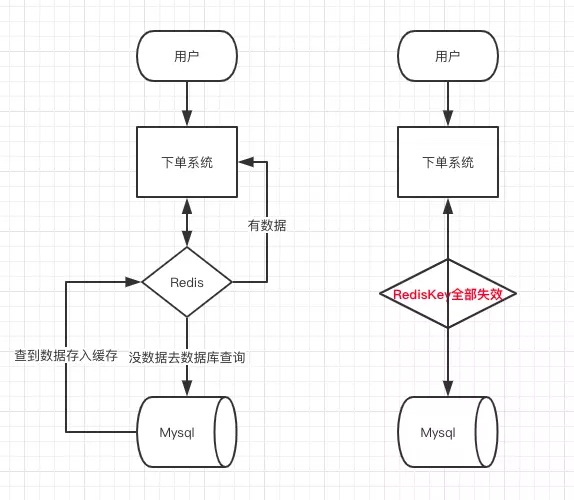 用户
下单系统
有数据
Redis
查到数据存入缓存
没数据去数据库查询
Mysql
用户
下单系统
RedisKey全部失效
Mysql